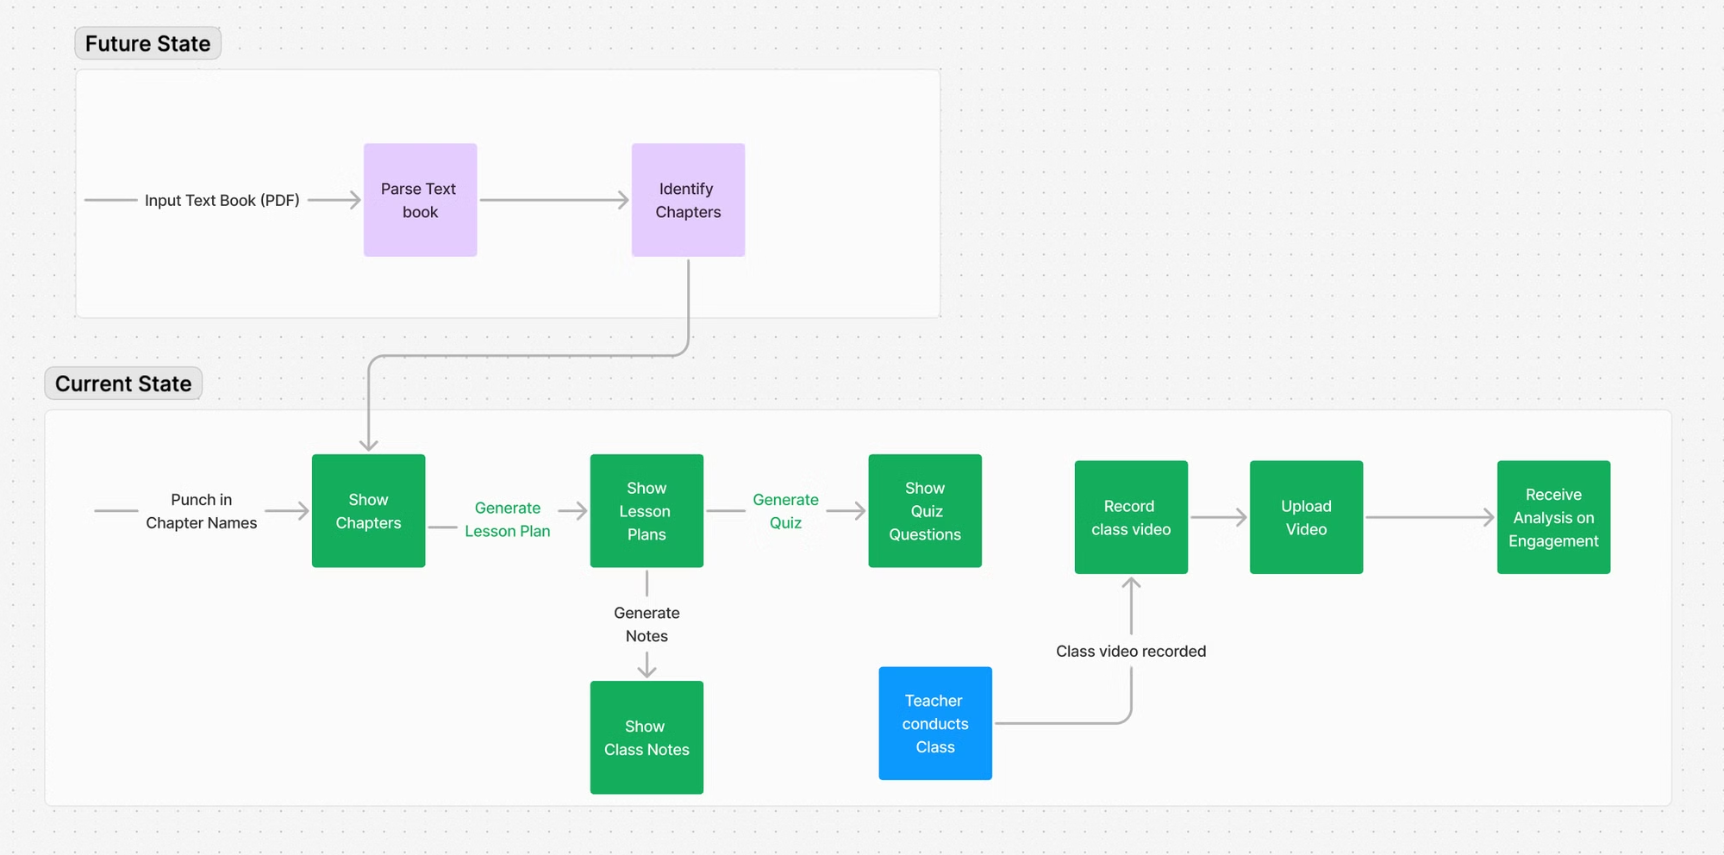 Future State
Input Text Book (PDF)
Parse Text
book
Identify
Chapters
Current State
Punch in
Chapter Names
Show
Chapters
Generate
Lesson Plan
Show
Lesson
Plans
Generate
Quiz
Show
Quiz
Questions
Record
class video
Upload
Video
Receive
Analysis on
Engagement
Generate
Notes
Class video recorded
Show
Class Notes
Teacher
conducts
Class